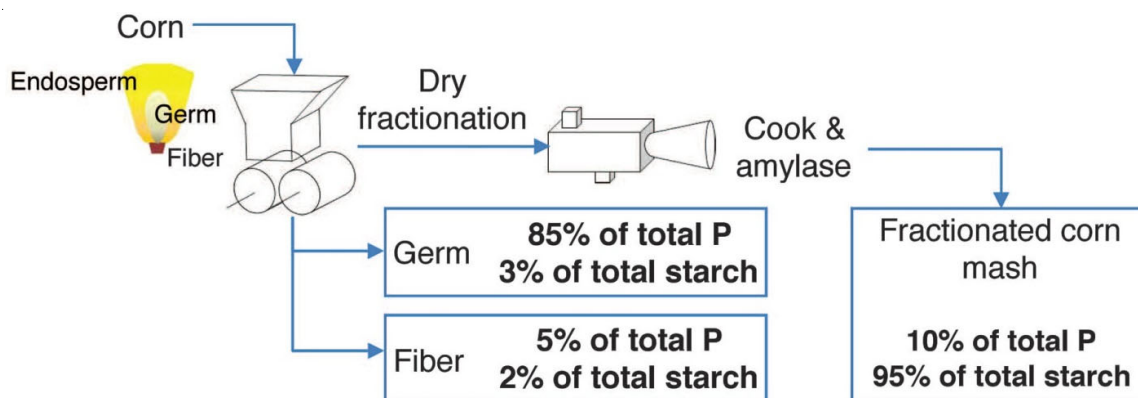 Corn
Endosperm
Germ
Fiber
Dry
fractionation
Cook &
amylase
Germ
85% of total P
3% of total starch
Fiber
5% of total P
2% of total starch
Fractionated corn
mash
10% of total P
95% of total starch